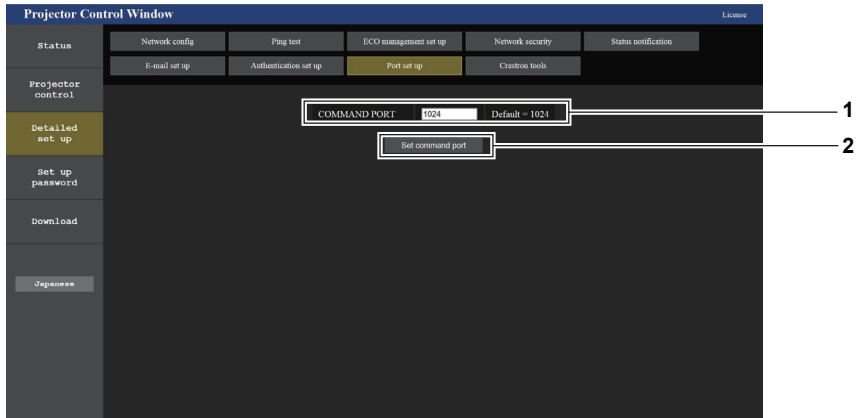 Projector Control Window
License
Status
Projector
control
Detailed
set up
Set up
password
Download
Japanese
Network config
Ping test
ECO management set up
Network security
Status notification
E-mail set up
Authentication set up
Port set up
Crestron tools
COMMAND PORT 1024 Default = 1024
Set command port
1
2